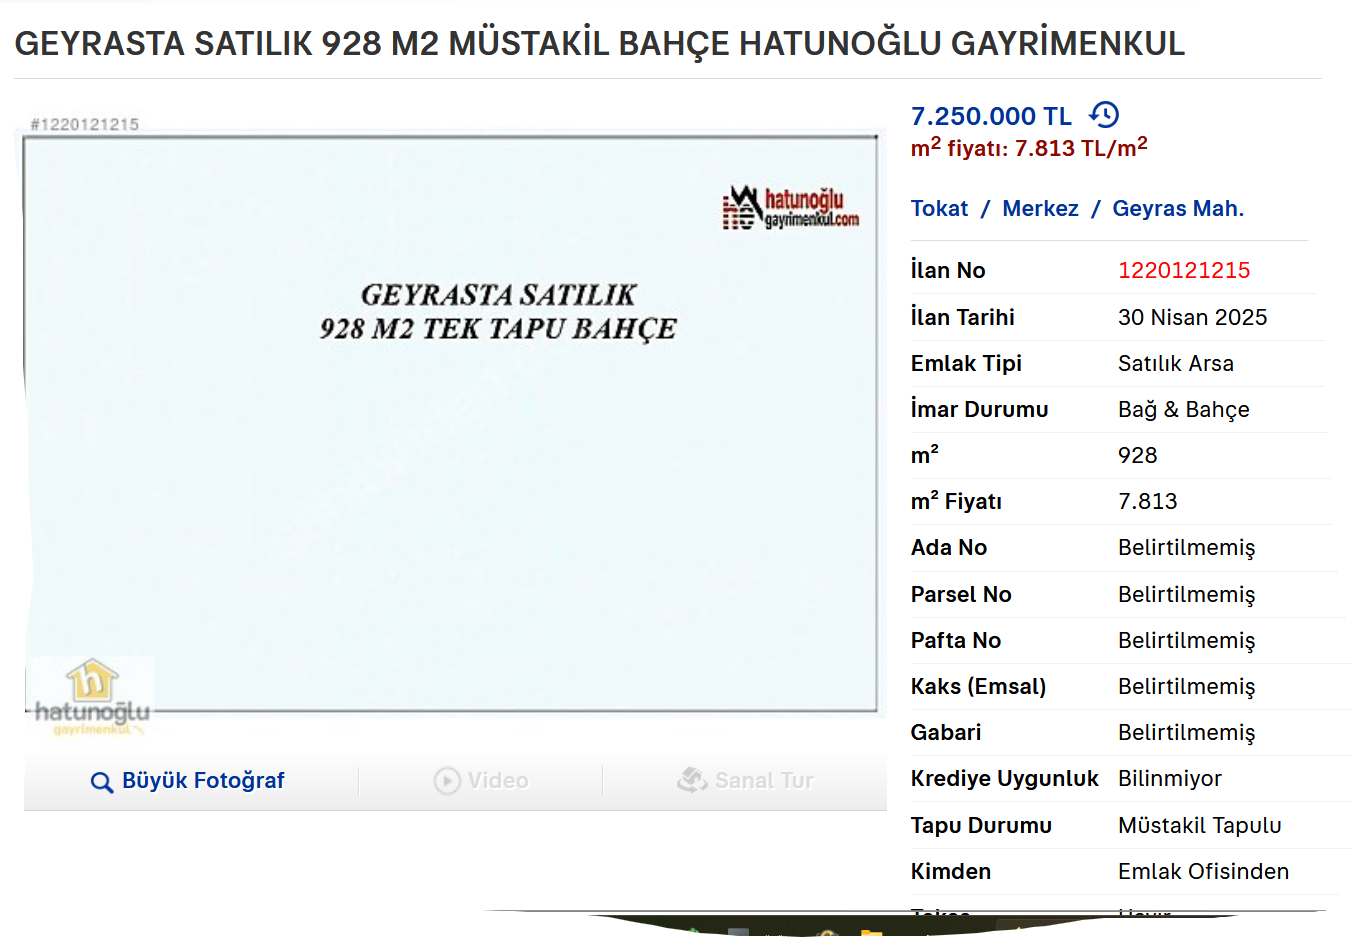 GEYRASTA SATILIK 928 M2 MÜSTAKİL BAHÇE HATUNOĞLU GAYRİMENKUL
#1220121215
hatunoğlu
gayrimenkul.com
GEYRASTA SATILIK
928 M2 TEK TAPU BAHÇE
sahibinden.com
hatunoğlu
gayrimenkul
Büyük Fotoğraf
Video
Sanal Tur
7.250.000 TL
m² fiyatı: 7.813 TL/m²
Tokat / Merkez / Geyras Mah.
İlan No 1220121215
İlan Tarihi 30 Nisan 2025
Emlak Tipi Satılık Arsa
İmar Durumu Bağ & Bahçe
m² 928
m² Fiyatı 7.813
Ada No Belirtilmemiş
Parsel No Belirtilmemiş
Pafta No Belirtilmemiş
Kaks (Emsal) Belirtilmemiş
Gabari Belirtilmemiş
Krediye Uygunluk Bilinmiyor
Tapu Durumu Müstakil Tapulu
Kimden Emlak Ofisinden